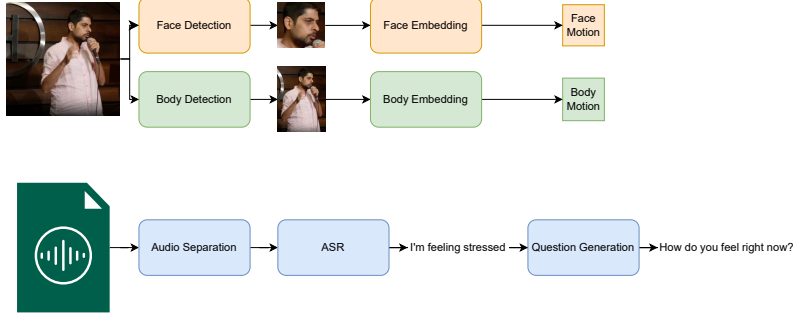 Face Detection
Face Embedding
Face
Motion
Body Detection
Body Embedding
Body
Motion
Audio Separation
ASR
I'm feeling stressed
Question Generation
How do you feel right now?